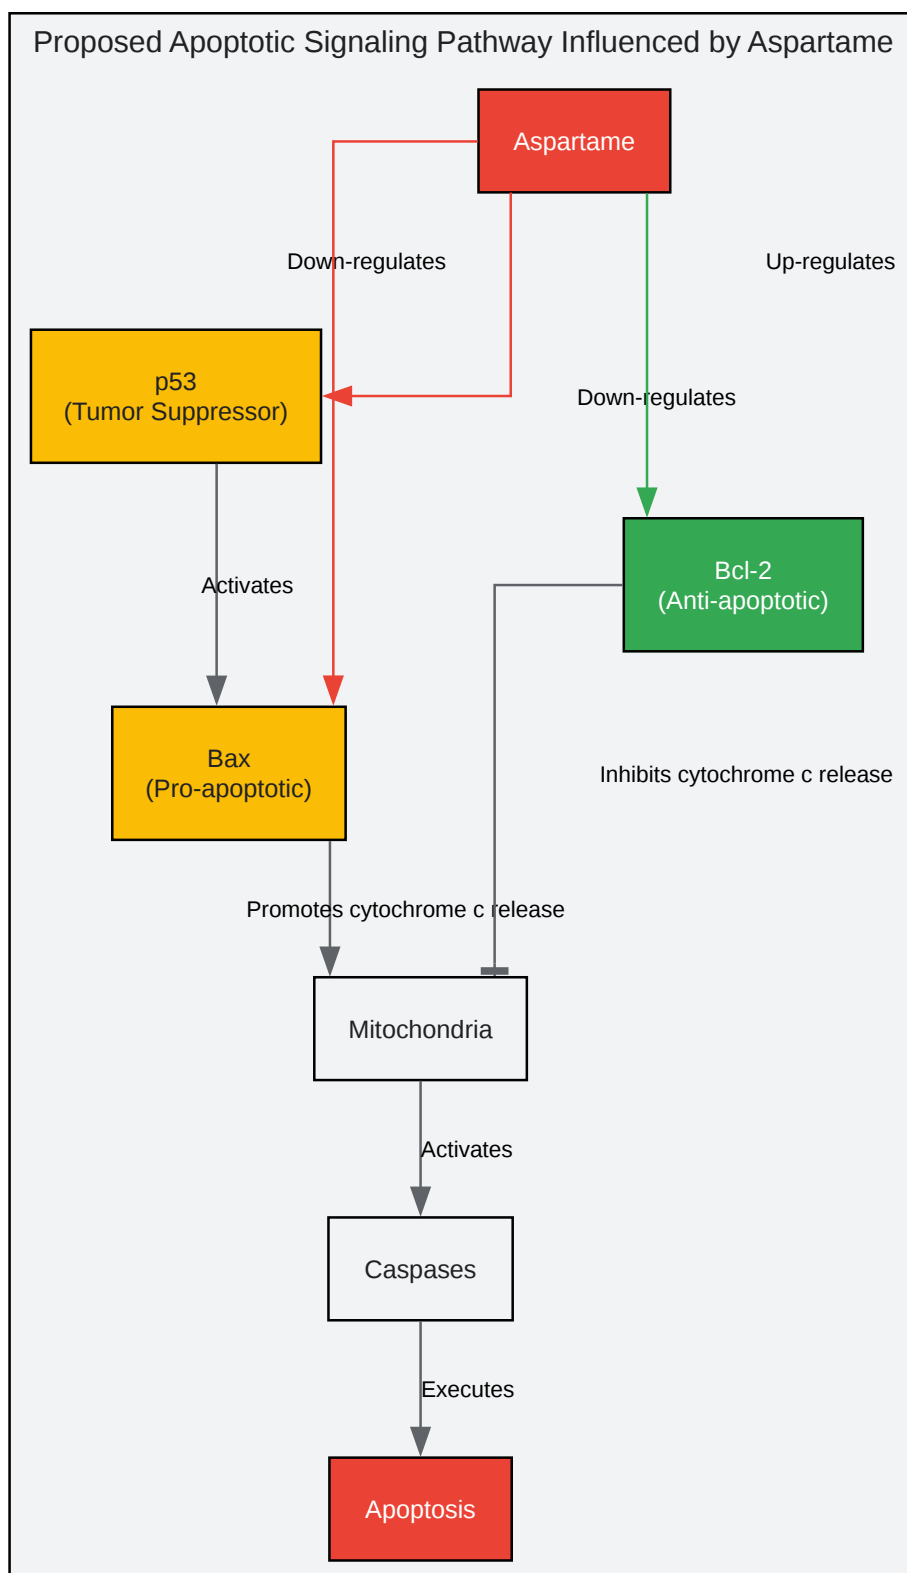 Proposed Apoptotic Signaling Pathway Influenced by Aspartame
Aspartame
Down-regulates
Up-regulates
p53
(Tumor Suppressor)
Down-regulates
Bcl-2
(Anti-apoptotic)
Activates
Bax
(Pro-apoptotic)
Inhibits cytochrome c release
Promotes cytochrome c release
Mitochondria
Activates
Caspases
Executes
Apoptosis